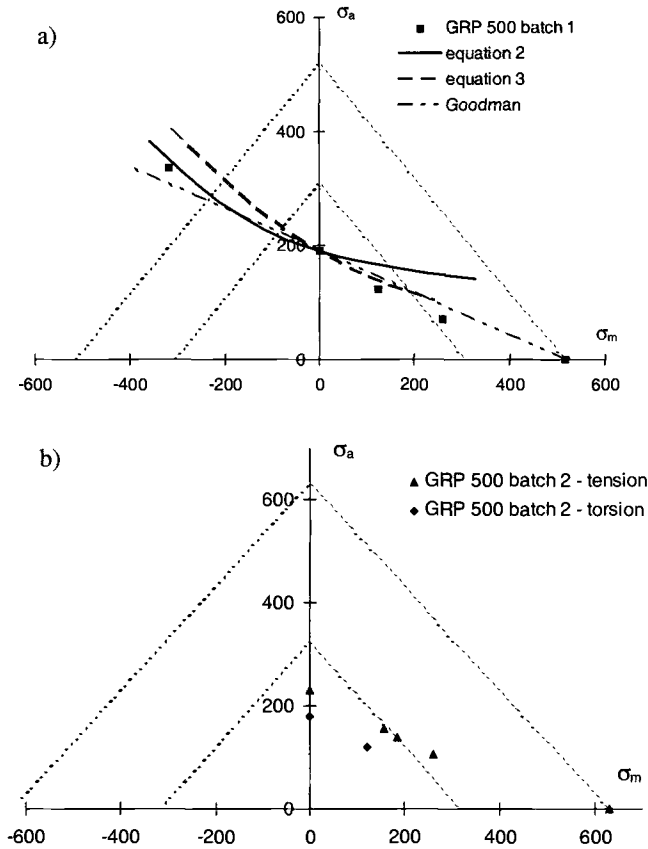 a)
σa
600
400
200
0
σm
-600 -400 -200 0 200 400 600
GRP 500 batch 1
equation 2
equation 3
Goodman
b)
σa
600
400
200
0
σm
-600 -400 -200 0 200 400 600
GRP 500 batch 2 - tension
GRP 500 batch 2 - torsion